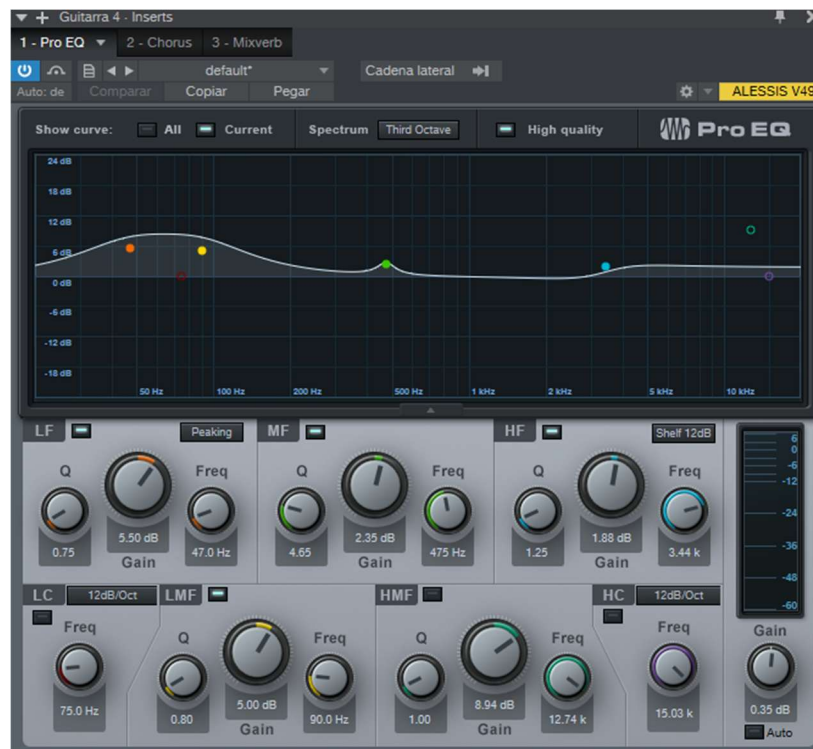 Guitarra 4 - Inserts
1 - Pro EQ 2 - Chorus 3 - Mixverb
default* Cadena lateral
Auto: de Comparar Copiar Pegar ALESSIS V49
Show curve: All Current Spectrum Third Octave High quality Pro EQ
24 dB
18 dB
12 dB
6 dB
0 dB
-6 dB
-12 dB
-18 dB
50 Hz 100 Hz 200 Hz 500 Hz 1 kHz 2 kHz 5 kHz 10 kHz
LF Peaking MF HF Shelf 12dB
Q Freq Q Freq Q Freq
0.75 5.50 dB 47.0 Hz 4.65 2.35 dB 475 Hz 1.25 1.88 dB 3.44 k
Gain Gain Gain
6
0
-6
-12
-24
-36
-48
-60
LC 12dB/Oct LMF HMF HC 12dB/Oct
Freq Q Freq Q Freq Freq Gain
75.0 Hz 0.80 5.00 dB 90.0 Hz 1.00 8.94 dB 12.74 k 15.03 k 0.35 dB
Gain Gain Auto